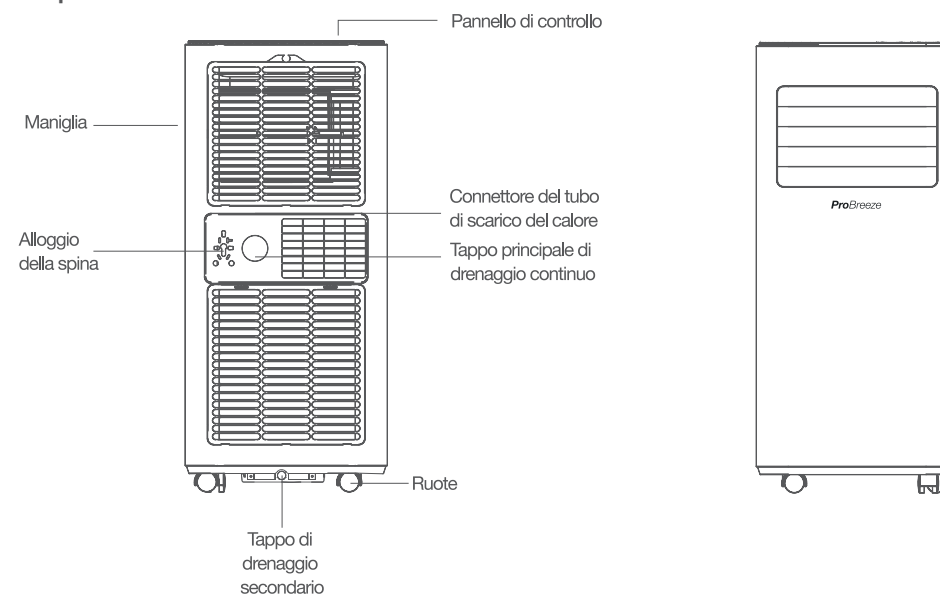 Pannello di controllo
Maniglia
Connettore del tubo
di scarico del calore
Alloggio
della spina
Tappo principale di
drenaggio continuo
Ruote
Tappo di
drenaggio
secondario
ProBreeze